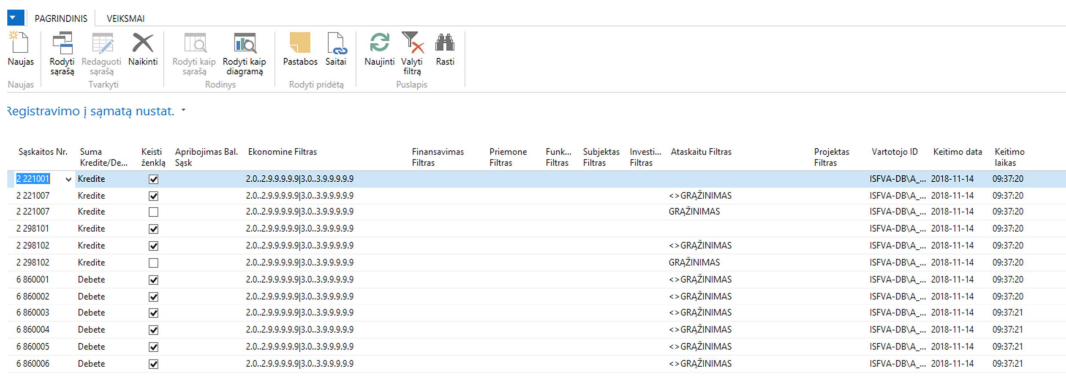 PAGRINDINIS VEIKSMAI
Naujas Rodyti sąrašą Redaguoti sąrašą Naikinti Rodyti kaip sąrašą Rodyti kaip diagramą Pastabos Saitai Naujinti Valyti filtrą Rasti
Naujas Tvarkyti Rodinys Rodyti pridėtą Puslapis
Registravimo į sąmatą nustat.
Sąskaitos Nr. Suma Kredite/De... Keisti ženklą Apribojimas Bal. Sąsk Ekonomine Filtras Finansavimas Filtras Priemone Filtras Funk... Filtras Subjektas Filtras Investi... Filtras Ataskaitu Filtras Projektas Filtras Vartotojo ID Keitimo data Keitimo laikas
2 221001 Kredite 2.0..2.9.9.9.9.9|3.0..3.9.9.9.9.9 ISFVA-DB\A_... 2018-11-14 09:37:20
2 221007 Kredite 2.0..2.9.9.9.9.9|3.0..3.9.9.9.9.9 <>GRĄŽINIMAS ISFVA-DB\A_... 2018-11-14 09:37:20
2 221007 Kredite 2.0..2.9.9.9.9.9|3.0..3.9.9.9.9.9 GRĄŽINIMAS ISFVA-DB\A_... 2018-11-14 09:37:20
2 298101 Kredite 2.0..2.9.9.9.9.9|3.0..3.9.9.9.9.9 ISFVA-DB\A_... 2018-11-14 09:37:20
2 298102 Kredite 2.0..2.9.9.9.9.9|3.0..3.9.9.9.9.9 <>GRĄŽINIMAS ISFVA-DB\A_... 2018-11-14 09:37:20
2 298102 Kredite 2.0..2.9.9.9.9.9|3.0..3.9.9.9.9.9 GRĄŽINIMAS ISFVA-DB\A_... 2018-11-14 09:37:20
6 860001 Debete 2.0..2.9.9.9.9.9|3.0..3.9.9.9.9.9 <>GRĄŽINIMAS ISFVA-DB\A_... 2018-11-14 09:37:20
6 860002 Debete 2.0..2.9.9.9.9.9|3.0..3.9.9.9.9.9 <>GRĄŽINIMAS ISFVA-DB\A_... 2018-11-14 09:37:20
6 860003 Debete 2.0..2.9.9.9.9.9|3.0..3.9.9.9.9.9 <>GRĄŽINIMAS ISFVA-DB\A_... 2018-11-14 09:37:21
6 860004 Debete 2.0..2.9.9.9.9.9|3.0..3.9.9.9.9.9 <>GRĄŽINIMAS ISFVA-DB\A_... 2018-11-14 09:37:21
6 860005 Debete 2.0..2.9.9.9.9.9|3.0..3.9.9.9.9.9 <>GRĄŽINIMAS ISFVA-DB\A_... 2018-11-14 09:37:21
6 860006 Debete 2.0..2.9.9.9.9.9|3.0..3.9.9.9.9.9 <>GRĄŽINIMAS ISFVA-DB\A_... 2018-11-14 09:37:21